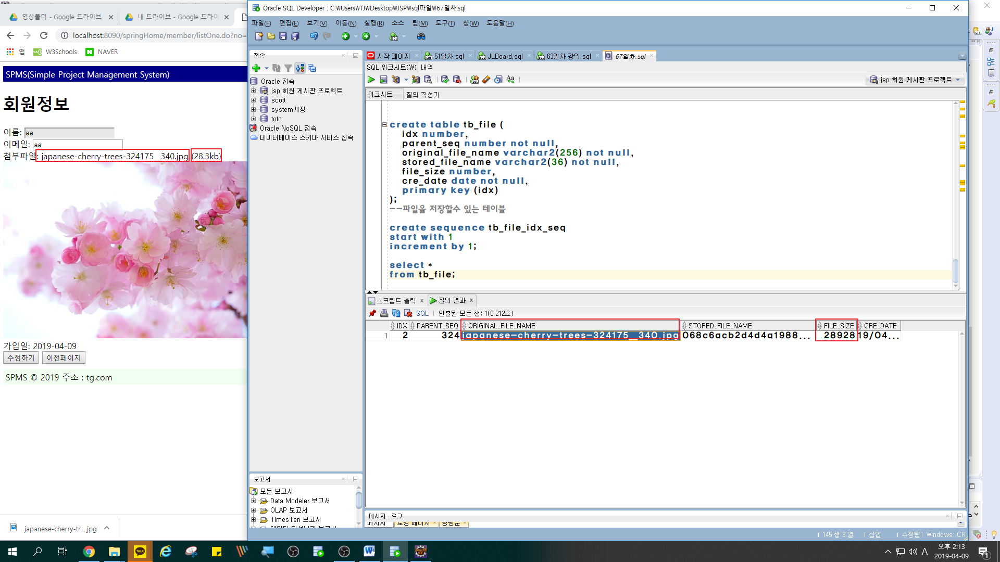 영상폴더 - Google 드라이브
내 드라이브 - Google 드라이
localhost:8090/springHome/member/listOne.do?no=
앱
W3Schools
NAVER
SPMS(Simple Project Management System)
회원정보
이름: aa
이메일: aa
첨부파일: japanese-cherry-trees-324175__340.jpg (28.3kb)
가입일: 2019-04-09
수정하기 이전페이지
SPMS © 2019 주소 : tg.com
japanese-cherry-tr....jpg
Oracle SQL Developer : C:₩Users₩TJ₩Desktop₩JSP₩sql파일₩67일차.sql
파일(F) 편집(E) 보기(V) 이동(N) 실행(R) 소스 팀(M) 도구(T) 창(W) 도움말(H)
접속
Oracle 접속
jsp 회원 게시판 프로젝트
scott
system계정
toto
Oracle NoSQL 접속
데이터베이스 스키마 서비스 접속
보고서
모든 보고서
Data Modeler 보고서
OLAP 보고서
TimesTen 보고서
시작 페이지 51일차.sql JLBoard.sql 63일차 강의.sql 67일차.sql
SQL 워크시트(W) 내역
jsp 회원 게시판 프로젝트
워크시트 질의 작성기
create table tb_file (
idx number,
parent_seq number not null,
original_file_name varchar2(256) not null,
stored_file_name varchar2(36) not null,
file_size number,
cre_date date not null,
primary key (idx)
);
--파일을 저장할수 있는 테이블
create sequence tb_file_idx_seq
start with 1
increment by 1;
select *
from tb_file;
스크립트 출력 질의 결과
SQL 인출된 모든 행: 1(0.212초)
IDX PARENT_SEQ ORIGINAL_FILE_NAME STORED_FILE_NAME FILE_SIZE CRE_DATE
1 2 324 japanese-cherry-trees-324175__340.jpg 068c6acb2d4d4a1988... 28928 19/04...
메시지 - 로그
메시지 로깅 페이지
145 행 6 열 삽입 수정됨 Windows: CR
TALK
A
오후 2:13
2019-04-09
1